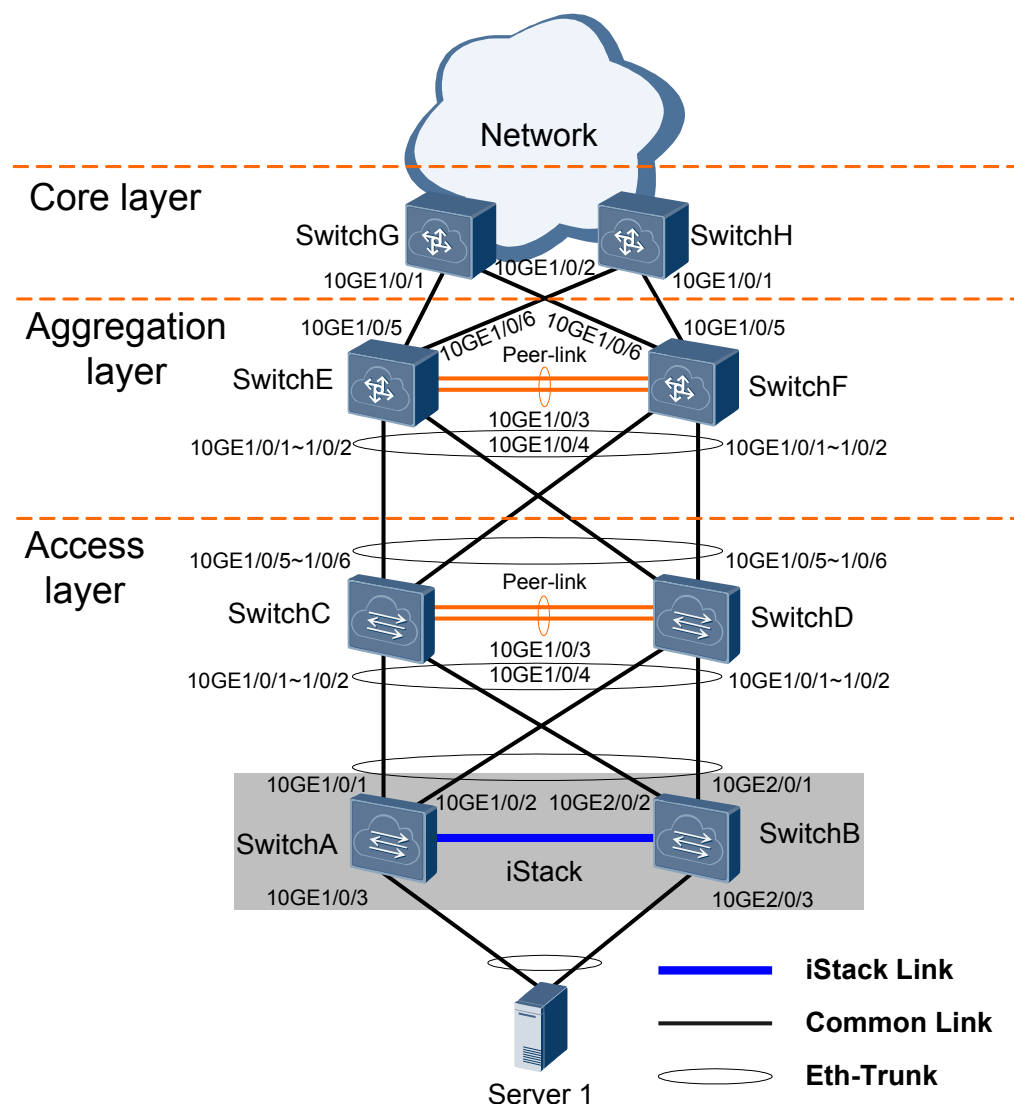 Network
Core layer
SwitchG
SwitchH
10GE1/0/1
10GE1/0/2
10GE1/0/1
Aggregation
layer
10GE1/0/5
10GE1/0/6
10GE1/0/6
10GE1/0/5
Peer-link
SwitchE
SwitchF
10GE1/0/3
10GE1/0/1~1/0/2
10GE1/0/4
10GE1/0/1~1/0/2
Access
layer
10GE1/0/5~1/0/6
10GE1/0/5~1/0/6
Peer-link
SwitchC
SwitchD
10GE1/0/3
10GE1/0/1~1/0/2
10GE1/0/4
10GE1/0/1~1/0/2
10GE1/0/1
10GE1/0/2
10GE2/0/2
10GE2/0/1
SwitchA
SwitchB
iStack
10GE1/0/3
10GE2/0/3
iStack Link
Common Link
Eth-Trunk
Server 1